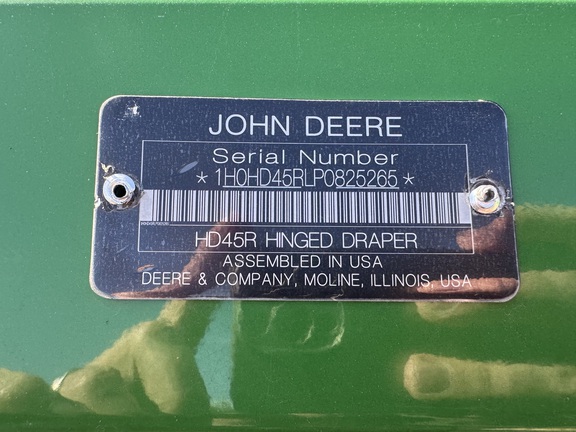 JOHN DEERE
Serial Number
*1H0HD45RLP0825265*
HD45R HINGED DRAPER
ASSEMBLED IN USA
DEERE & COMPANY, MOLINE, ILLINOIS, USA